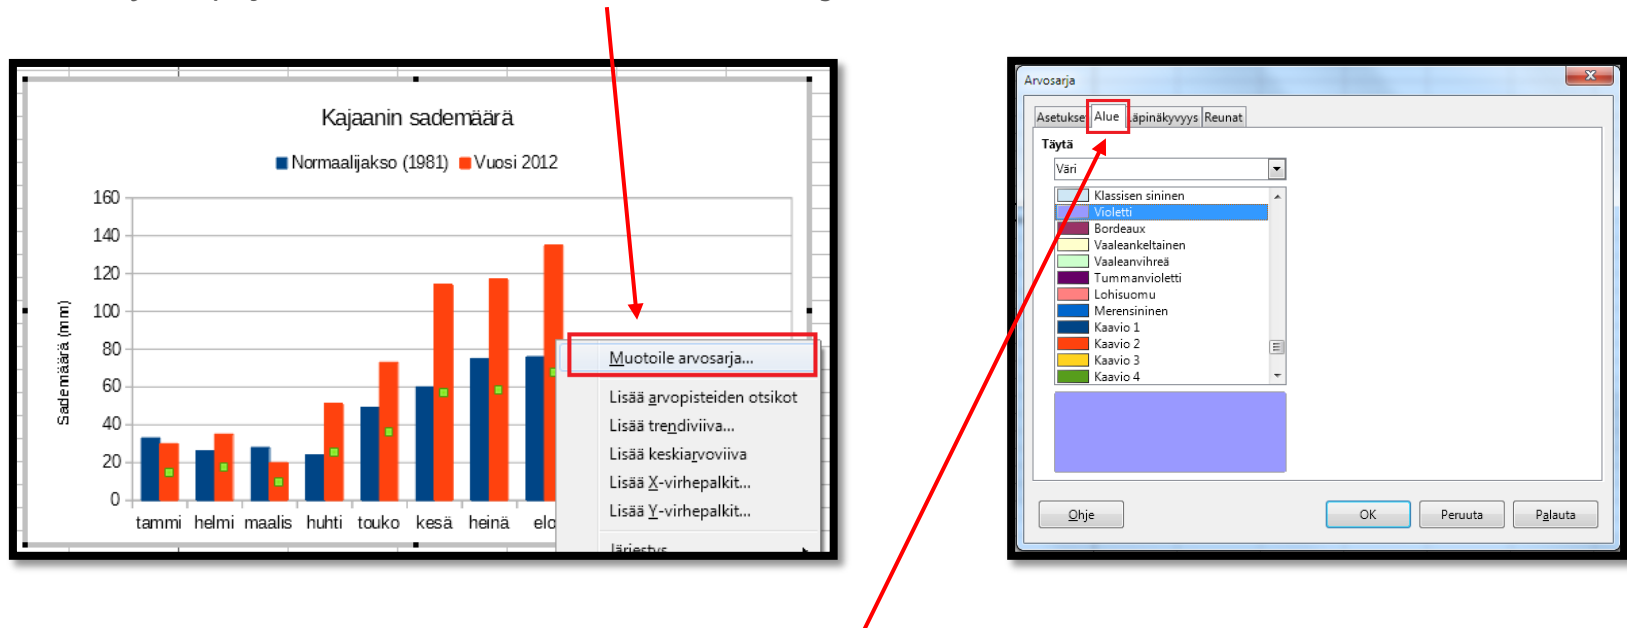 Kajaanin sademäärä
Normaalijakso (1981) Vuosi 2012
160
140
120
100
80
60
40
20
0
Sademäärä (mm)
tammi helmi maalis huhti touko kesä heinä elo
Muotoile arvosarja...
Lisää arvopisteiden otsikot
Lisää trendiviiva...
Lisää keskiarvoviiva
Lisää X-virhepalkit...
Lisää Y-virhepalkit...
Järjestys
Arvosarja
Asetukset Alue Läpinäkyvyys Reunat
Täytä
Väri
Klassisen sininen
Violetti
Bordeaux
Vaaleankeltainen
Vaaleanvihreä
Tummanvioletti
Lohisuomu
Merensininen
Kaavio 1
Kaavio 2
Kaavio 3
Kaavio 4
Ohje OK Peruuta Palauta